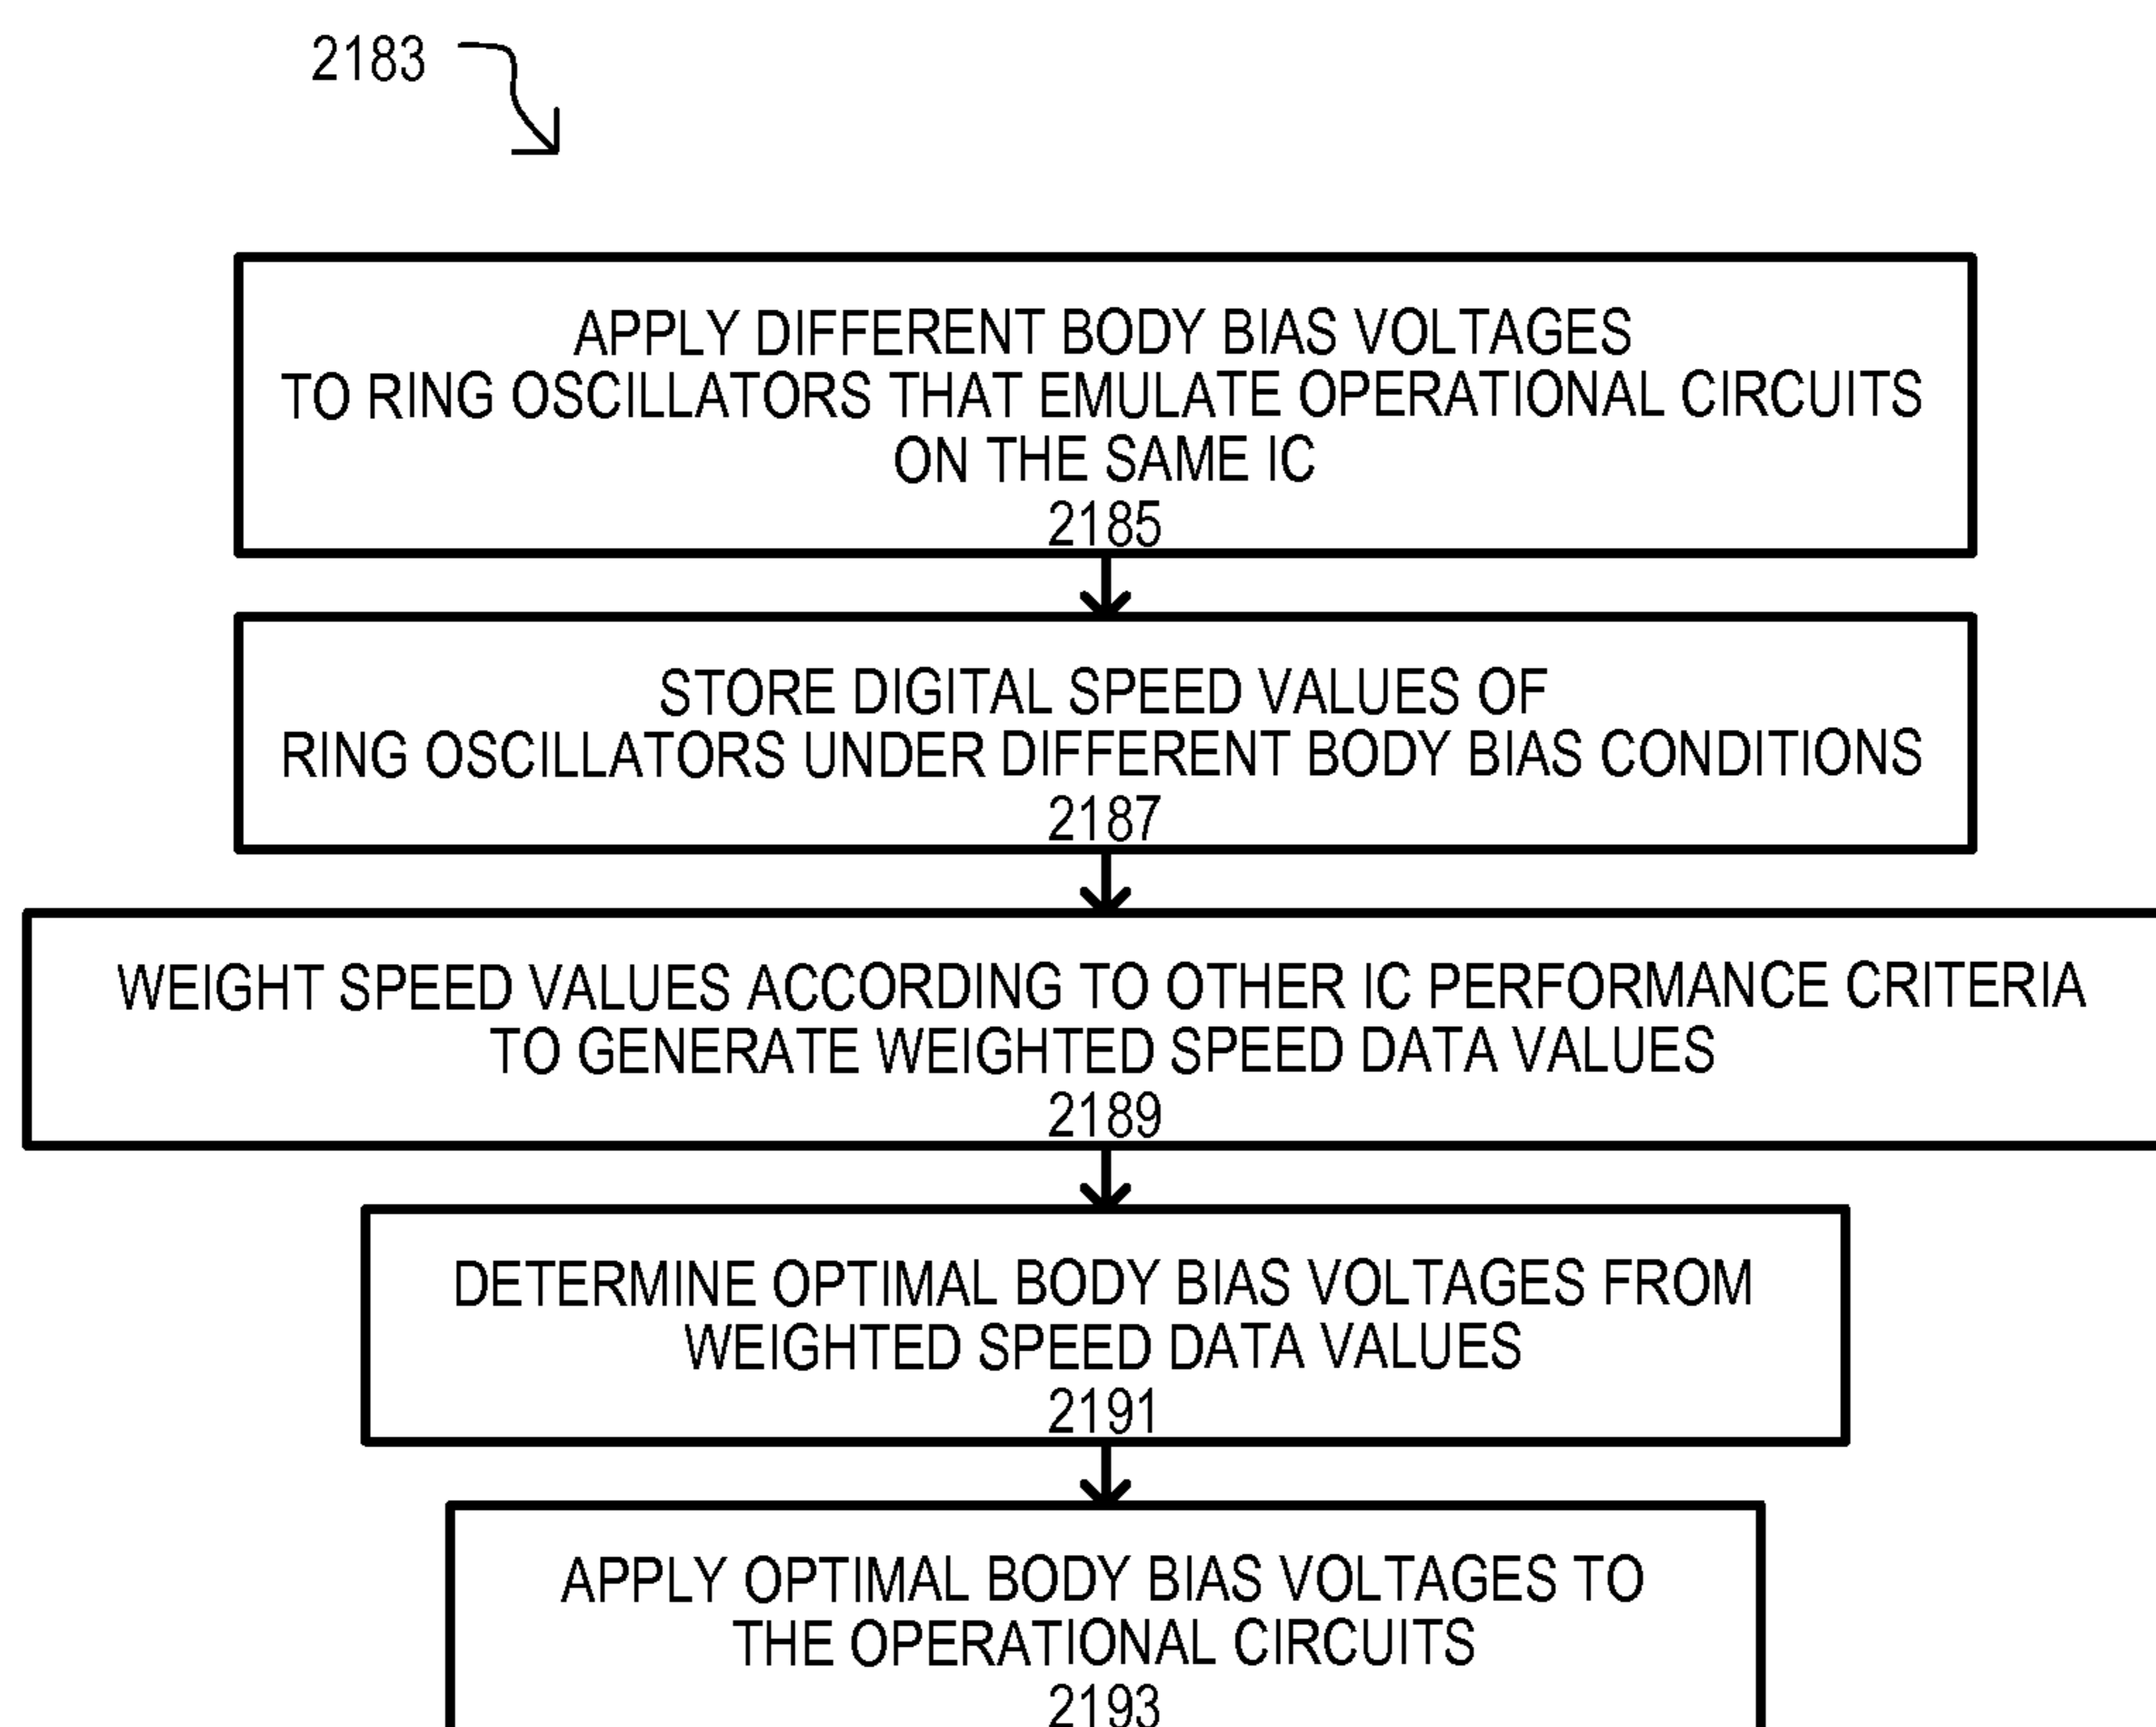 2183
APPLY DIFFERENT BODY BIAS VOLTAGES
TO RING OSCILLATORS THAT EMULATE OPERATIONAL CIRCUITS
ON THE SAME IC
2185
STORE DIGITAL SPEED VALUES OF
RING OSCILLATORS UNDER DIFFERENT BODY BIAS CONDITIONS
2187
WEIGHT SPEED VALUES ACCORDING TO OTHER IC PERFORMANCE CRITERIA
TO GENERATE WEIGHTED SPEED DATA VALUES
2189
DETERMINE OPTIMAL BODY BIAS VOLTAGES FROM
WEIGHTED SPEED DATA VALUES
2191
APPLY OPTIMAL BODY BIAS VOLTAGES TO
THE OPERATIONAL CIRCUITS
2193